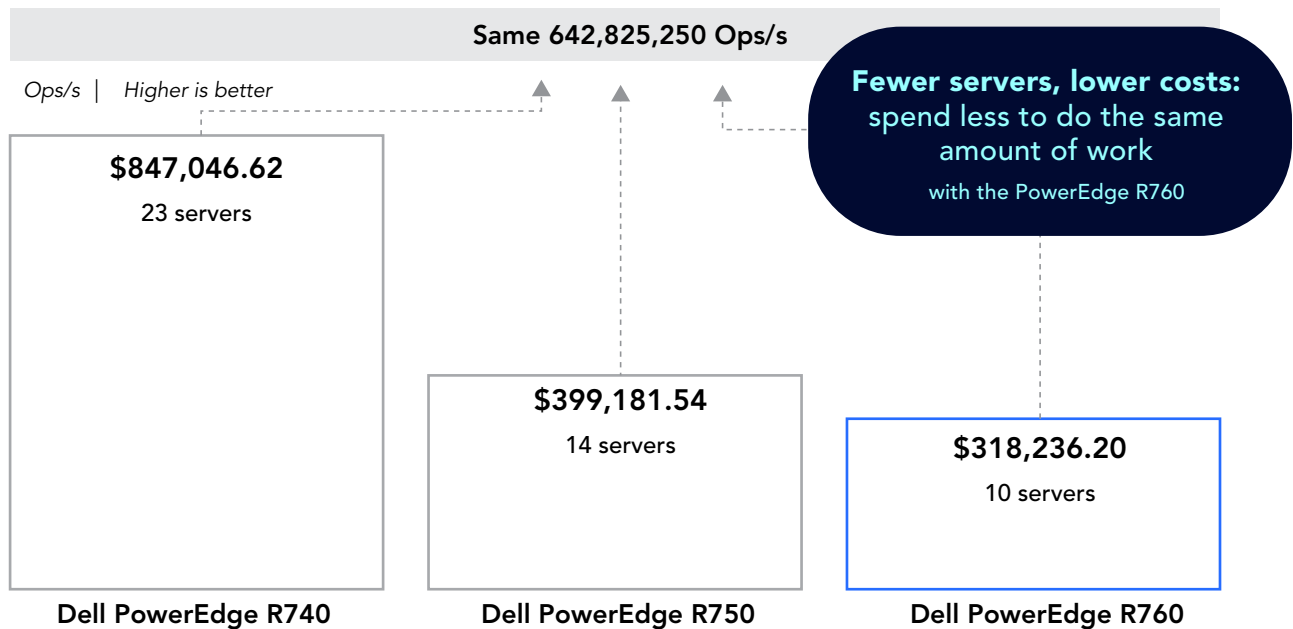 Same 642,825,250 Ops/s
Ops/s | Higher is better
Fewer servers, lower costs:
spend less to do the same
amount of work
with the PowerEdge R760
$847,046.62
23 servers
$399,181.54
14 servers
$318,236.20
10 servers
Dell PowerEdge R740
Dell PowerEdge R750
Dell PowerEdge R760